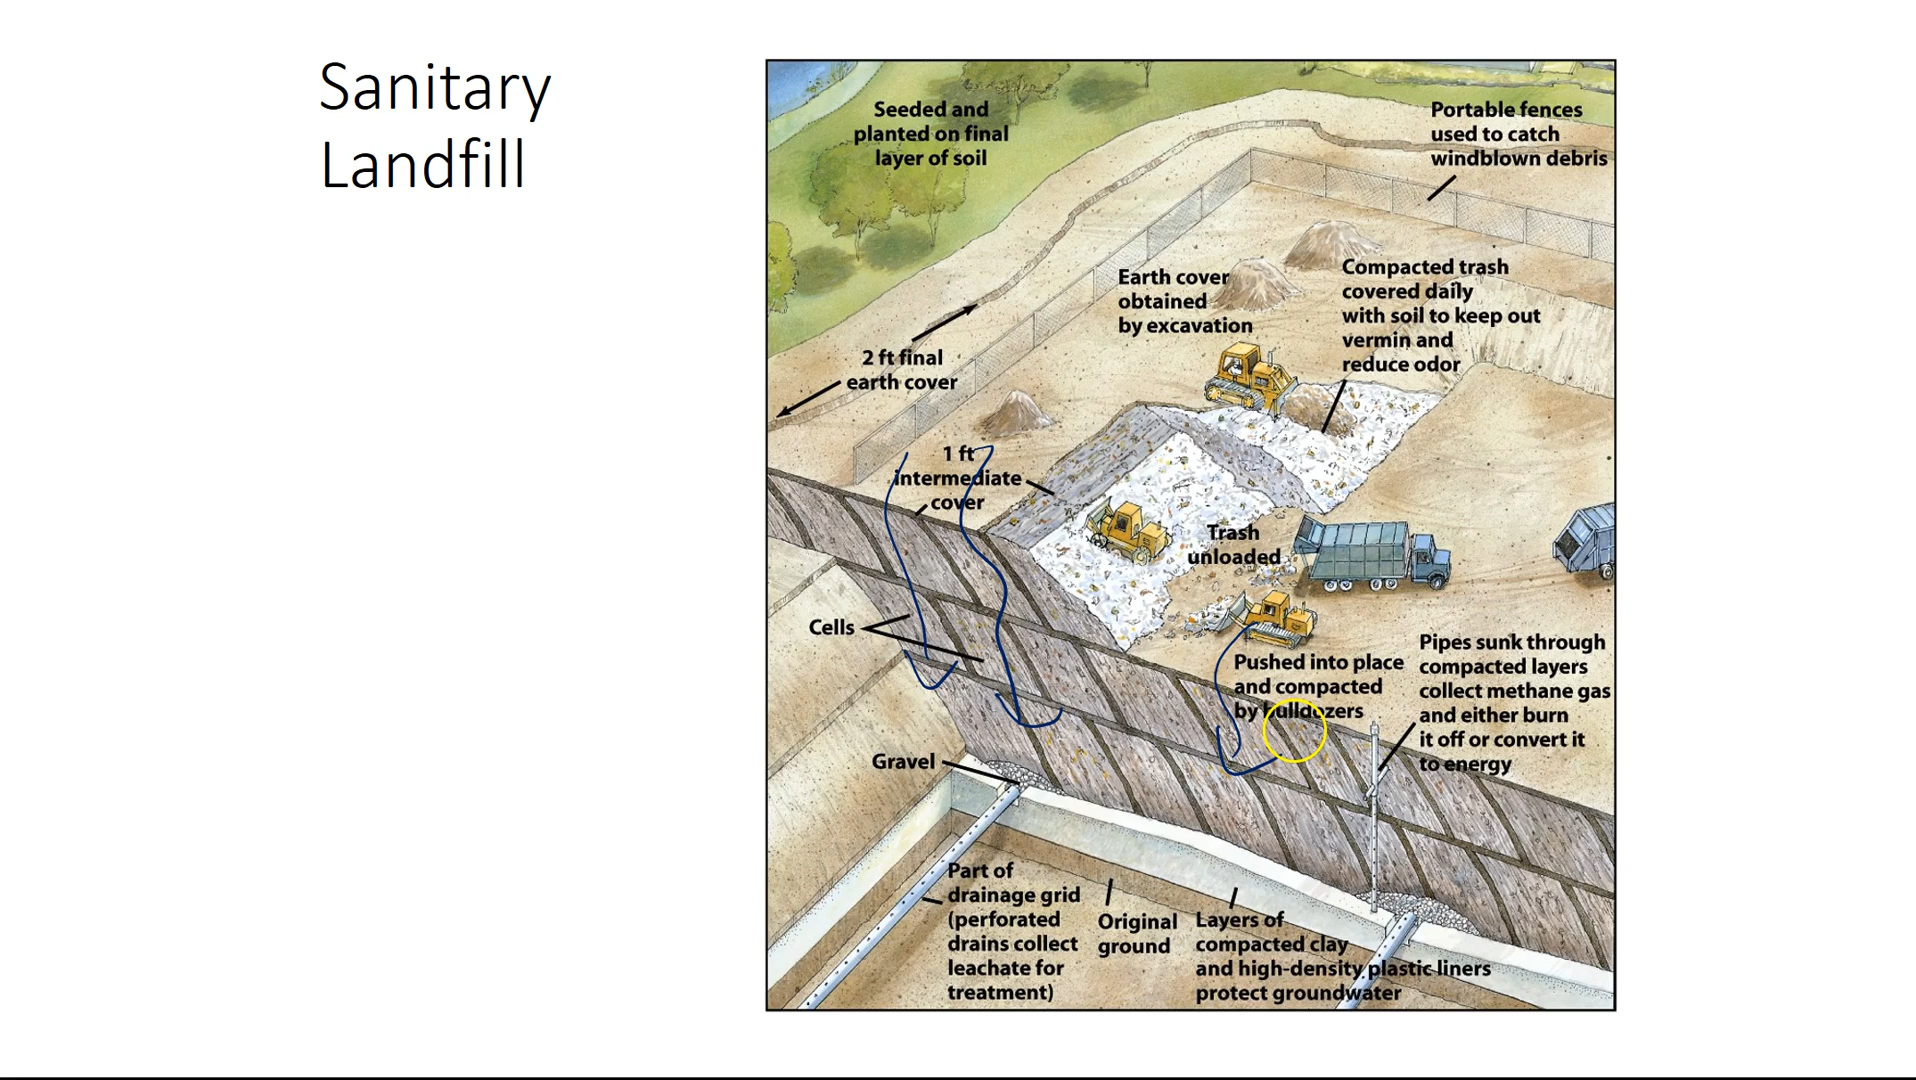 Sanitary
Landfill
Seeded and
planted on final
layer of soil
Portable fences
used to catch
windblown debris
Earth cover
obtained
by excavation
Compacted trash
covered daily
with soil to keep out
vermin and
reduce odor
2 ft final
earth cover
1 ft
intermediate
cover
Trash
unloaded
Cells
Pushed into place
and compacted
by bulldozers
Pipes sunk through
compacted layers
collect methane gas
and either burn
it off or convert it
to energy
Gravel
Part of
drainage grid
(perforated
drains collect
leachate for
treatment)
Original
ground
Layers of
compacted clay
and high-density plastic liners
protect groundwater